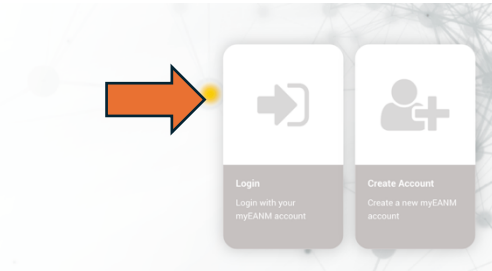 Login
Login with your
myEANM account
Create Account
Create a new myEANM
account